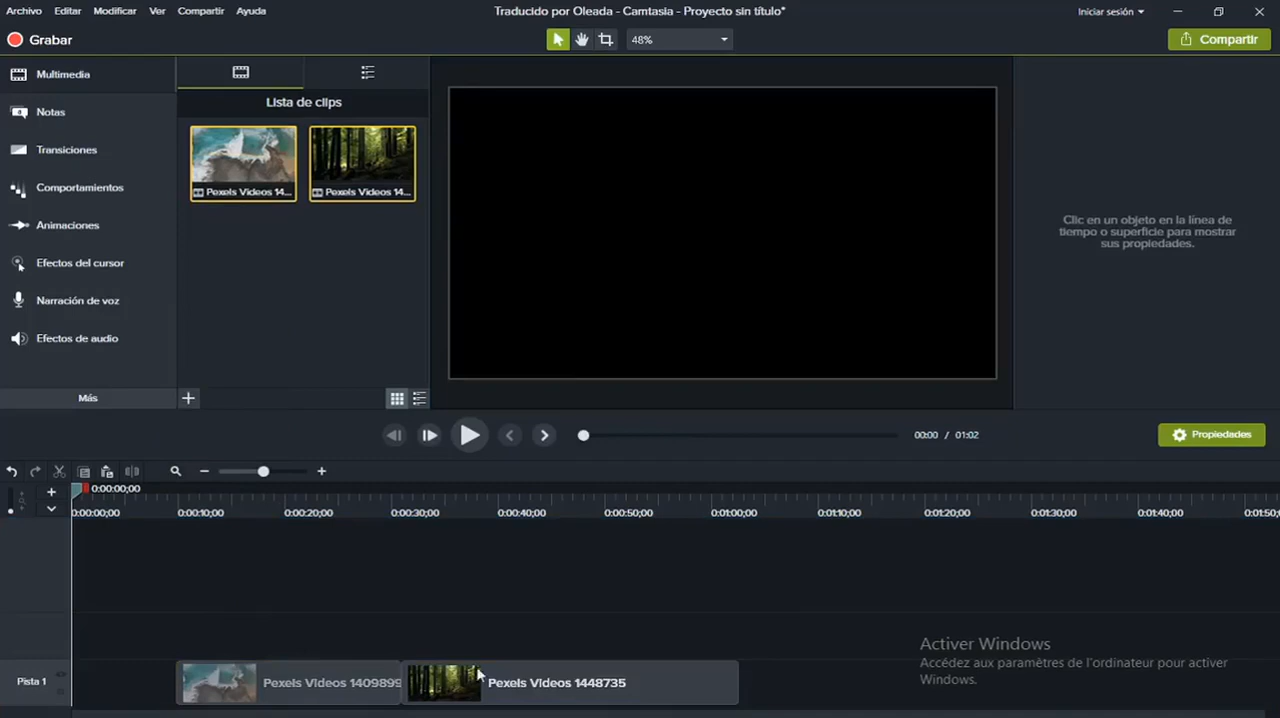 Archivo Editar Modificar Ver Compartir Ayuda
Traducido por Oleada - Camtasia - Proyecto sin título*
Iniciar sesión
Grabar
48%
Compartir
Multimedia
Notas
Transiciones
Comportamientos
Animaciones
Efectos del cursor
Narración de voz
Efectos de audio
Más
Lista de clips
Pexels Videos 14... Pexels Videos 14...
Clic en un objeto en la línea de
tiempo o superficie para mostrar
sus propiedades.
00:00 / 01:02
Propiedades
0:00:00;00
0:00:00;00 0:00:10;00 0:00:20;00 0:00:30;00 0:00:40;00 0:00:50;00 0:01:00;00 0:01:10;00 0:01:20;00 0:01:30;00 0:01:40;00 0:01:50;
Pista 1
Pexels Videos 1409899
Pexels Videos 1448735
Activer Windows
Accédez aux paramètres de l'ordinateur pour activer
Windows.